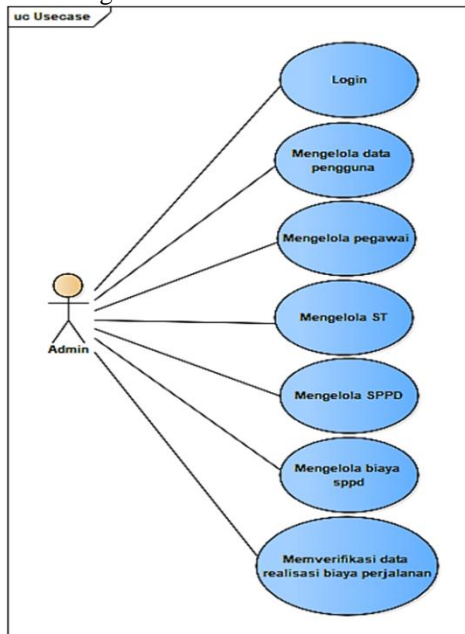 uc Usecase
Login
Mengelola data
pengguna
Mengelola pegawai
Mengelola ST
Admin
Mengelola SPPD
Mengelola biaya
sppd
Memverifikasi data
realisasi biaya perjalanan